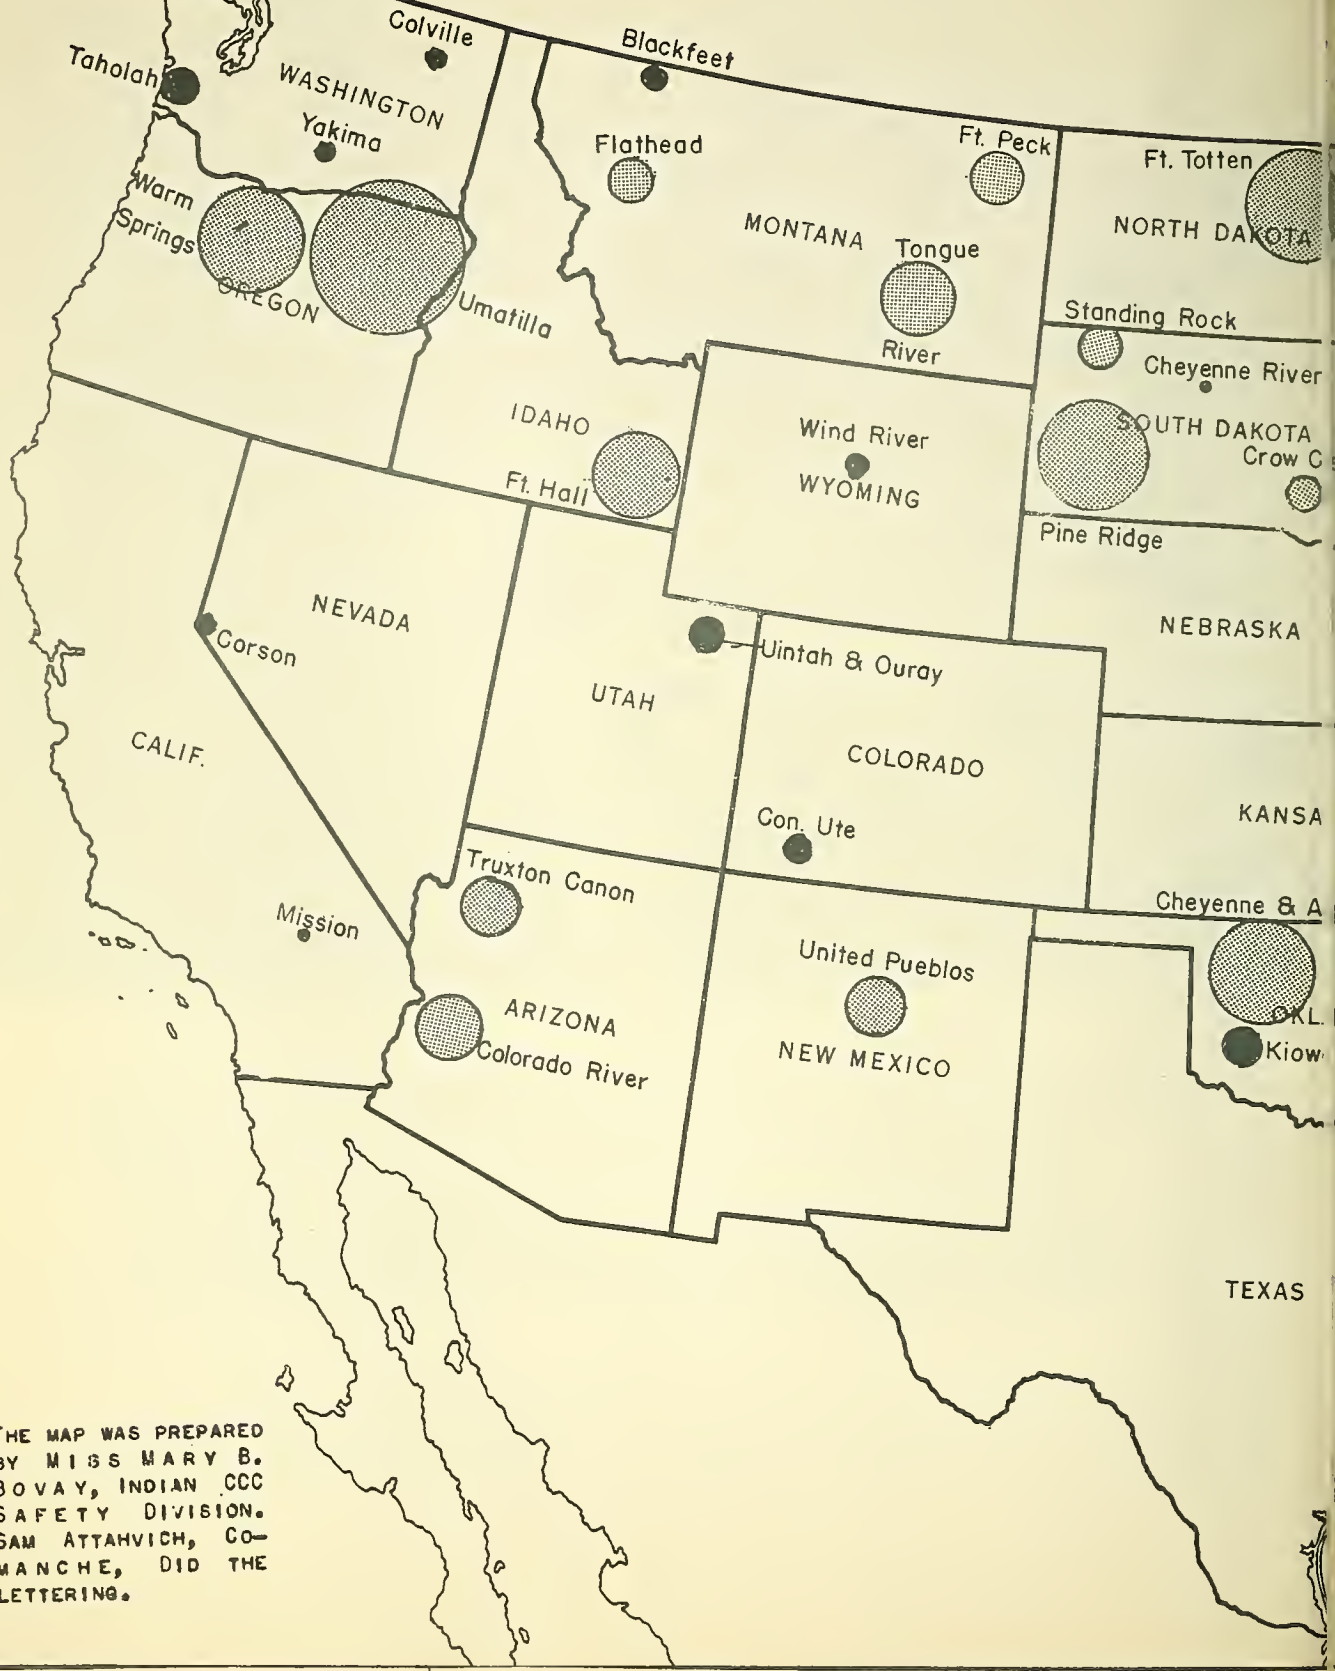 Colville
Blackfeet
Taholah
WASHINGTON
Yakima
Flathead
Ft. Peck
Ft. Totten
Warm
Springs
MONTANA
NORTH DAKOTA
Tongue
River
OREGON
Umatilla
Standing Rock
Cheyenne River
IDAHO
Ft. Hall
Wind River
WYOMING
SOUTH DAKOTA
Crow C
Pine Ridge
NEVADA
Corson
NEBRASKA
Uintah & Ouray
UTAH
CALIF.
COLORADO
KANSA
Con. Ute
Truxton Canon
Cheyenne & A
Mission
United Pueblos
ARIZONA
Colorado River
NEW MEXICO
OKL.
Kiow
TEXAS
THE MAP WAS PREPARED
BY MISS MARY B.
BOVAY, INDIAN CCC
SAFETY DIVISION.
SAM ATTAHVICH, CO-
MANCHE, DID THE
LETTERING.